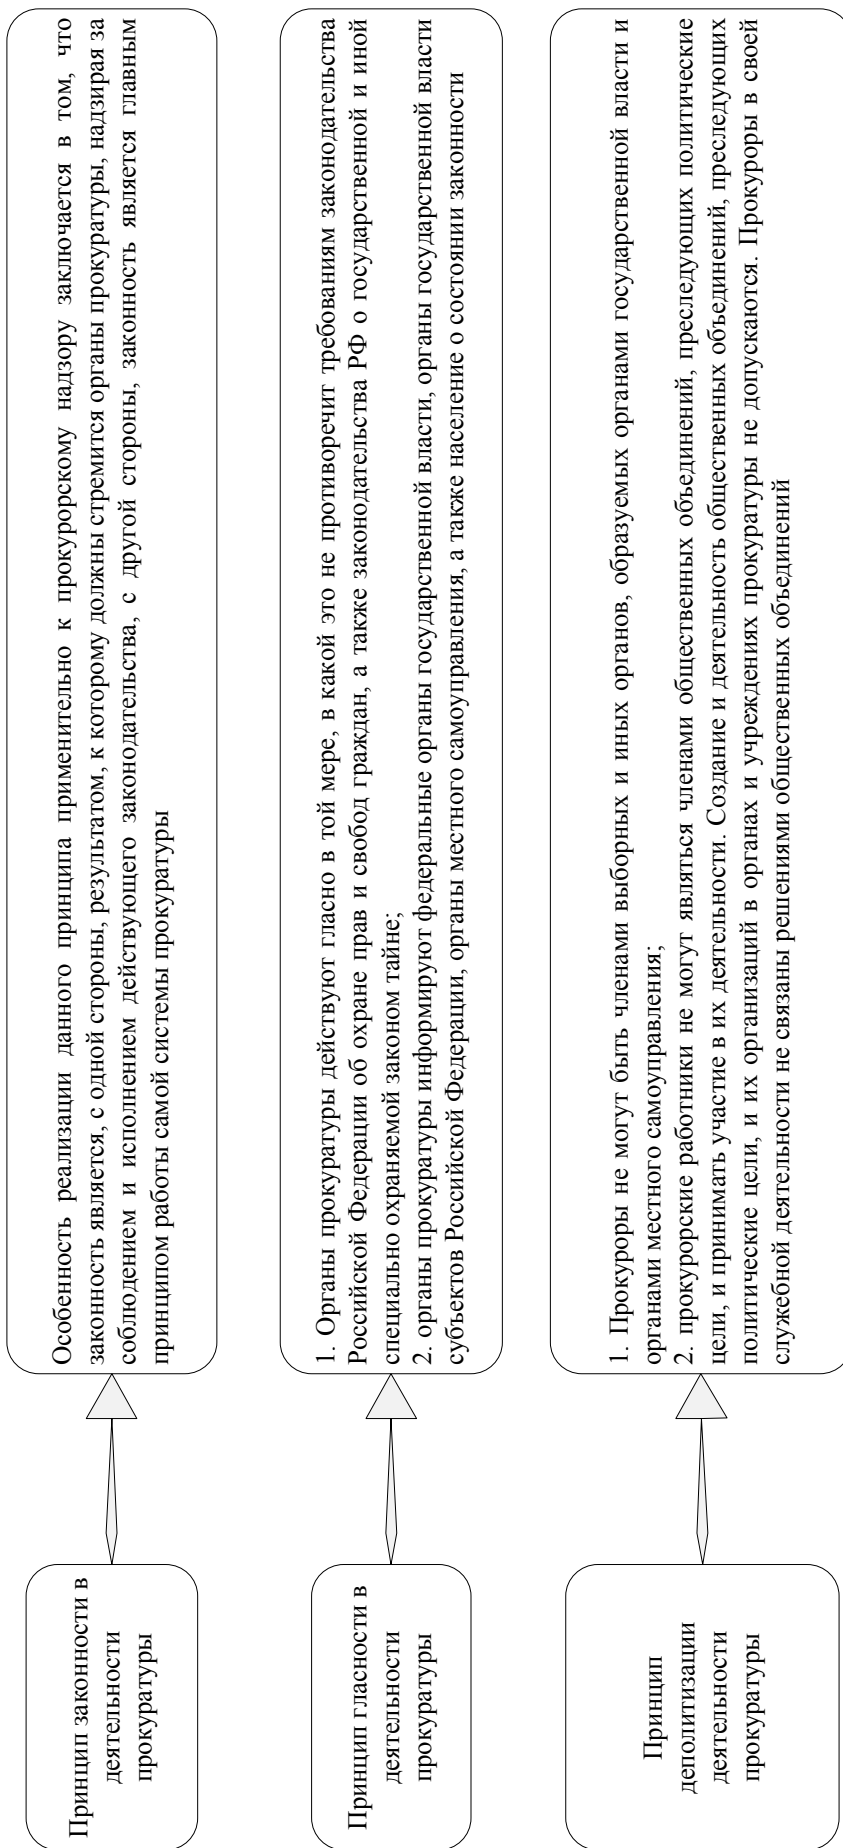 Принцип законности в
деятельности
прокуратуры
Особенность реализации данного принципа применительно к прокурорскому надзору заключается в том, что
законность является, с одной стороны, результатом, к которому должны стремится органы прокуратуры, надзирая за
соблюдением и исполнением действующего законодательства, с другой стороны, законность является главным
принципом работы самой системы прокуратуры
Принцип гласности в
деятельности
прокуратуры
1. Органы прокуратуры действуют гласно в той мере, в какой это не противоречит требованиям законодательства
Российской Федерации об охране прав и свобод граждан, а также законодательства РФ о государственной и иной
специально охраняемой законом тайне;
2. органы прокуратуры информируют федеральные органы государственной власти, органы государственной власти
субъектов Российской Федерации, органы местного самоуправления, а также население о состоянии законности
Принцип
деполитизации
деятельности
прокуратуры
1. Прокуроры не могут быть членами выборных и иных органов, образуемых органами государственной власти и
органами местного самоуправления;
2. прокурорские работники не могут являться членами общественных объединений, преследующих политические
цели, и принимать участие в их деятельности. Создание и деятельность общественных объединений, преследующих
политические цели, и их организаций в органах и учреждениях прокуратуры не допускаются. Прокуроры в своей
служебной деятельности не связаны решениями общественных объединений